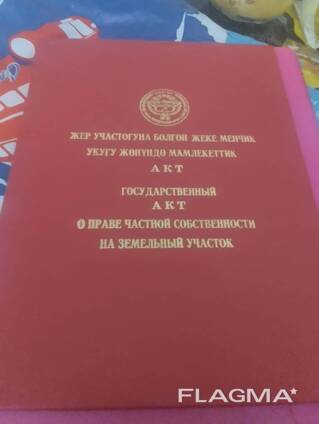 ЖЕР УЧАСТОГУНА БОЛГОН ЖЕКЕ МЕНЧИК
УКУГУ ЖӨНҮНДӨ МАМЛЕКЕТТИК
АКТ
ГОСУДАРСТВЕННЫЙ
АКТ
О ПРАВЕ ЧАСТНОЙ СОБСТВЕННОСТИ
НА ЗЕМЕЛЬНЫЙ УЧАСТОК
FLAGMA